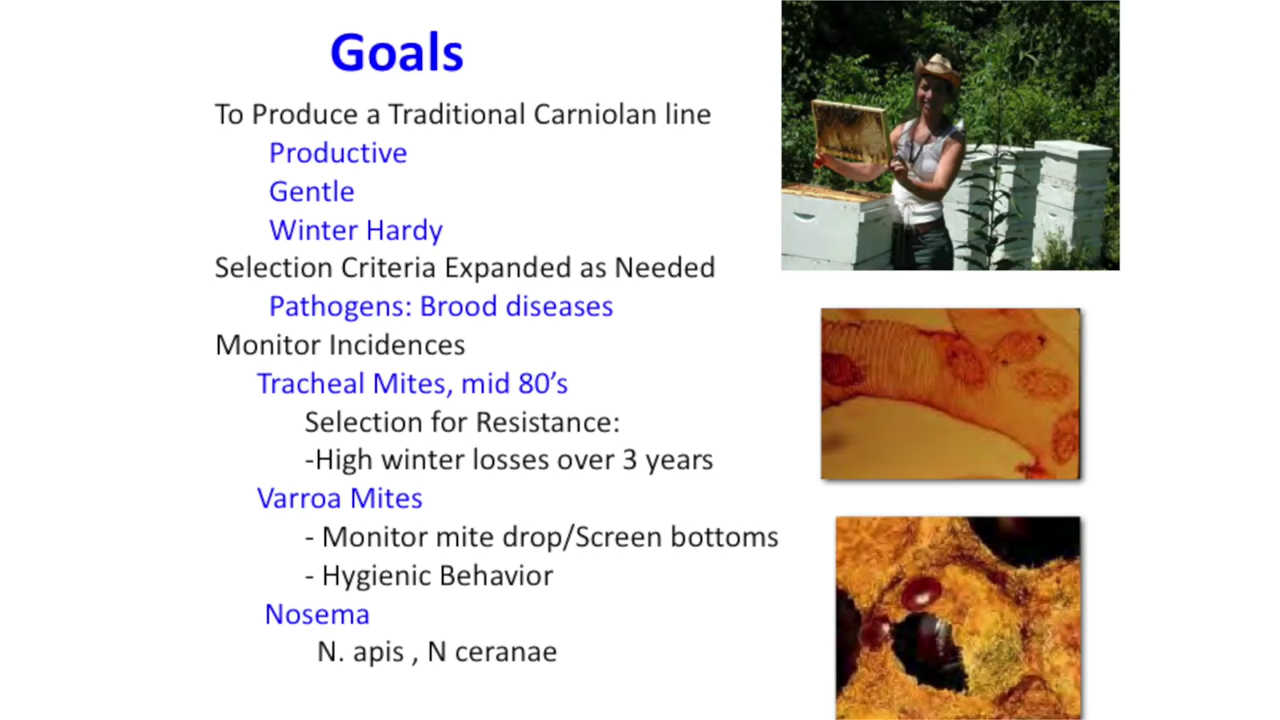 Goals
To Produce a Traditional Carniolan line
Productive
Gentle
Winter Hardy
Selection Criteria Expanded as Needed
Pathogens: Brood diseases
Monitor Incidences
Tracheal Mites, mid 80’s
Selection for Resistance:
-High winter losses over 3 years
Varroa Mites
- Monitor mite drop/Screen bottoms
- Hygienic Behavior
Nosema
N. apis , N ceranae